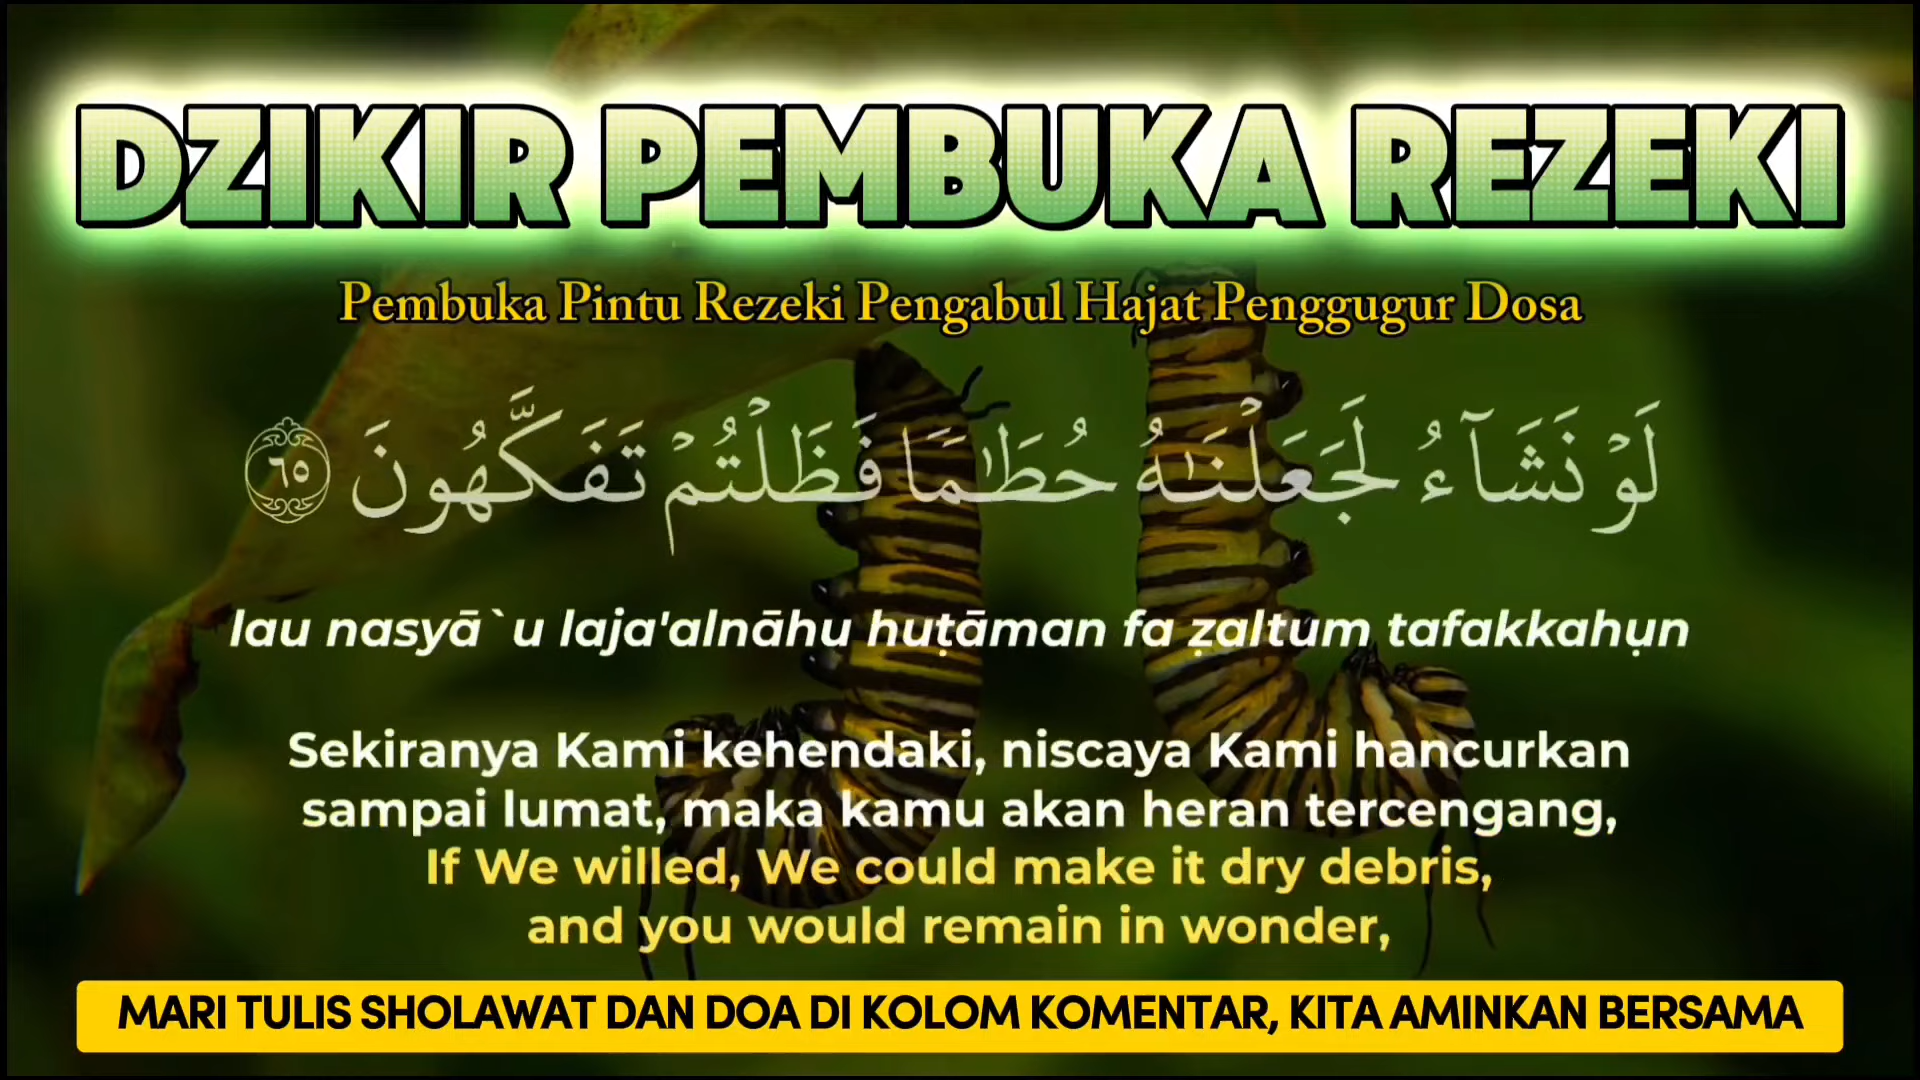 DZIKIR PEMBUKA REZEKI
Pembuka Pintu Rezeki Pengabul Hajat Penggugur Dosa
لَوْ نَشَآءُ لَجَعَلْنَٰهُ حُطَٰمًا فَظَلْتُمْ تَفَكَّهُونَ ٦٥
lau nasyā`u laja'alnāhu huṭāman fa ẓaltum tafakkahụn
Sekiranya Kami kehendaki, niscaya Kami hancurkan
sampai lumat, maka kamu akan heran tercengang,
If We willed, We could make it dry debris,
and you would remain in wonder,
MARI TULIS SHOLAWAT DAN DOA DI KOLOM KOMENTAR, KITA AMINKAN BERSAMA